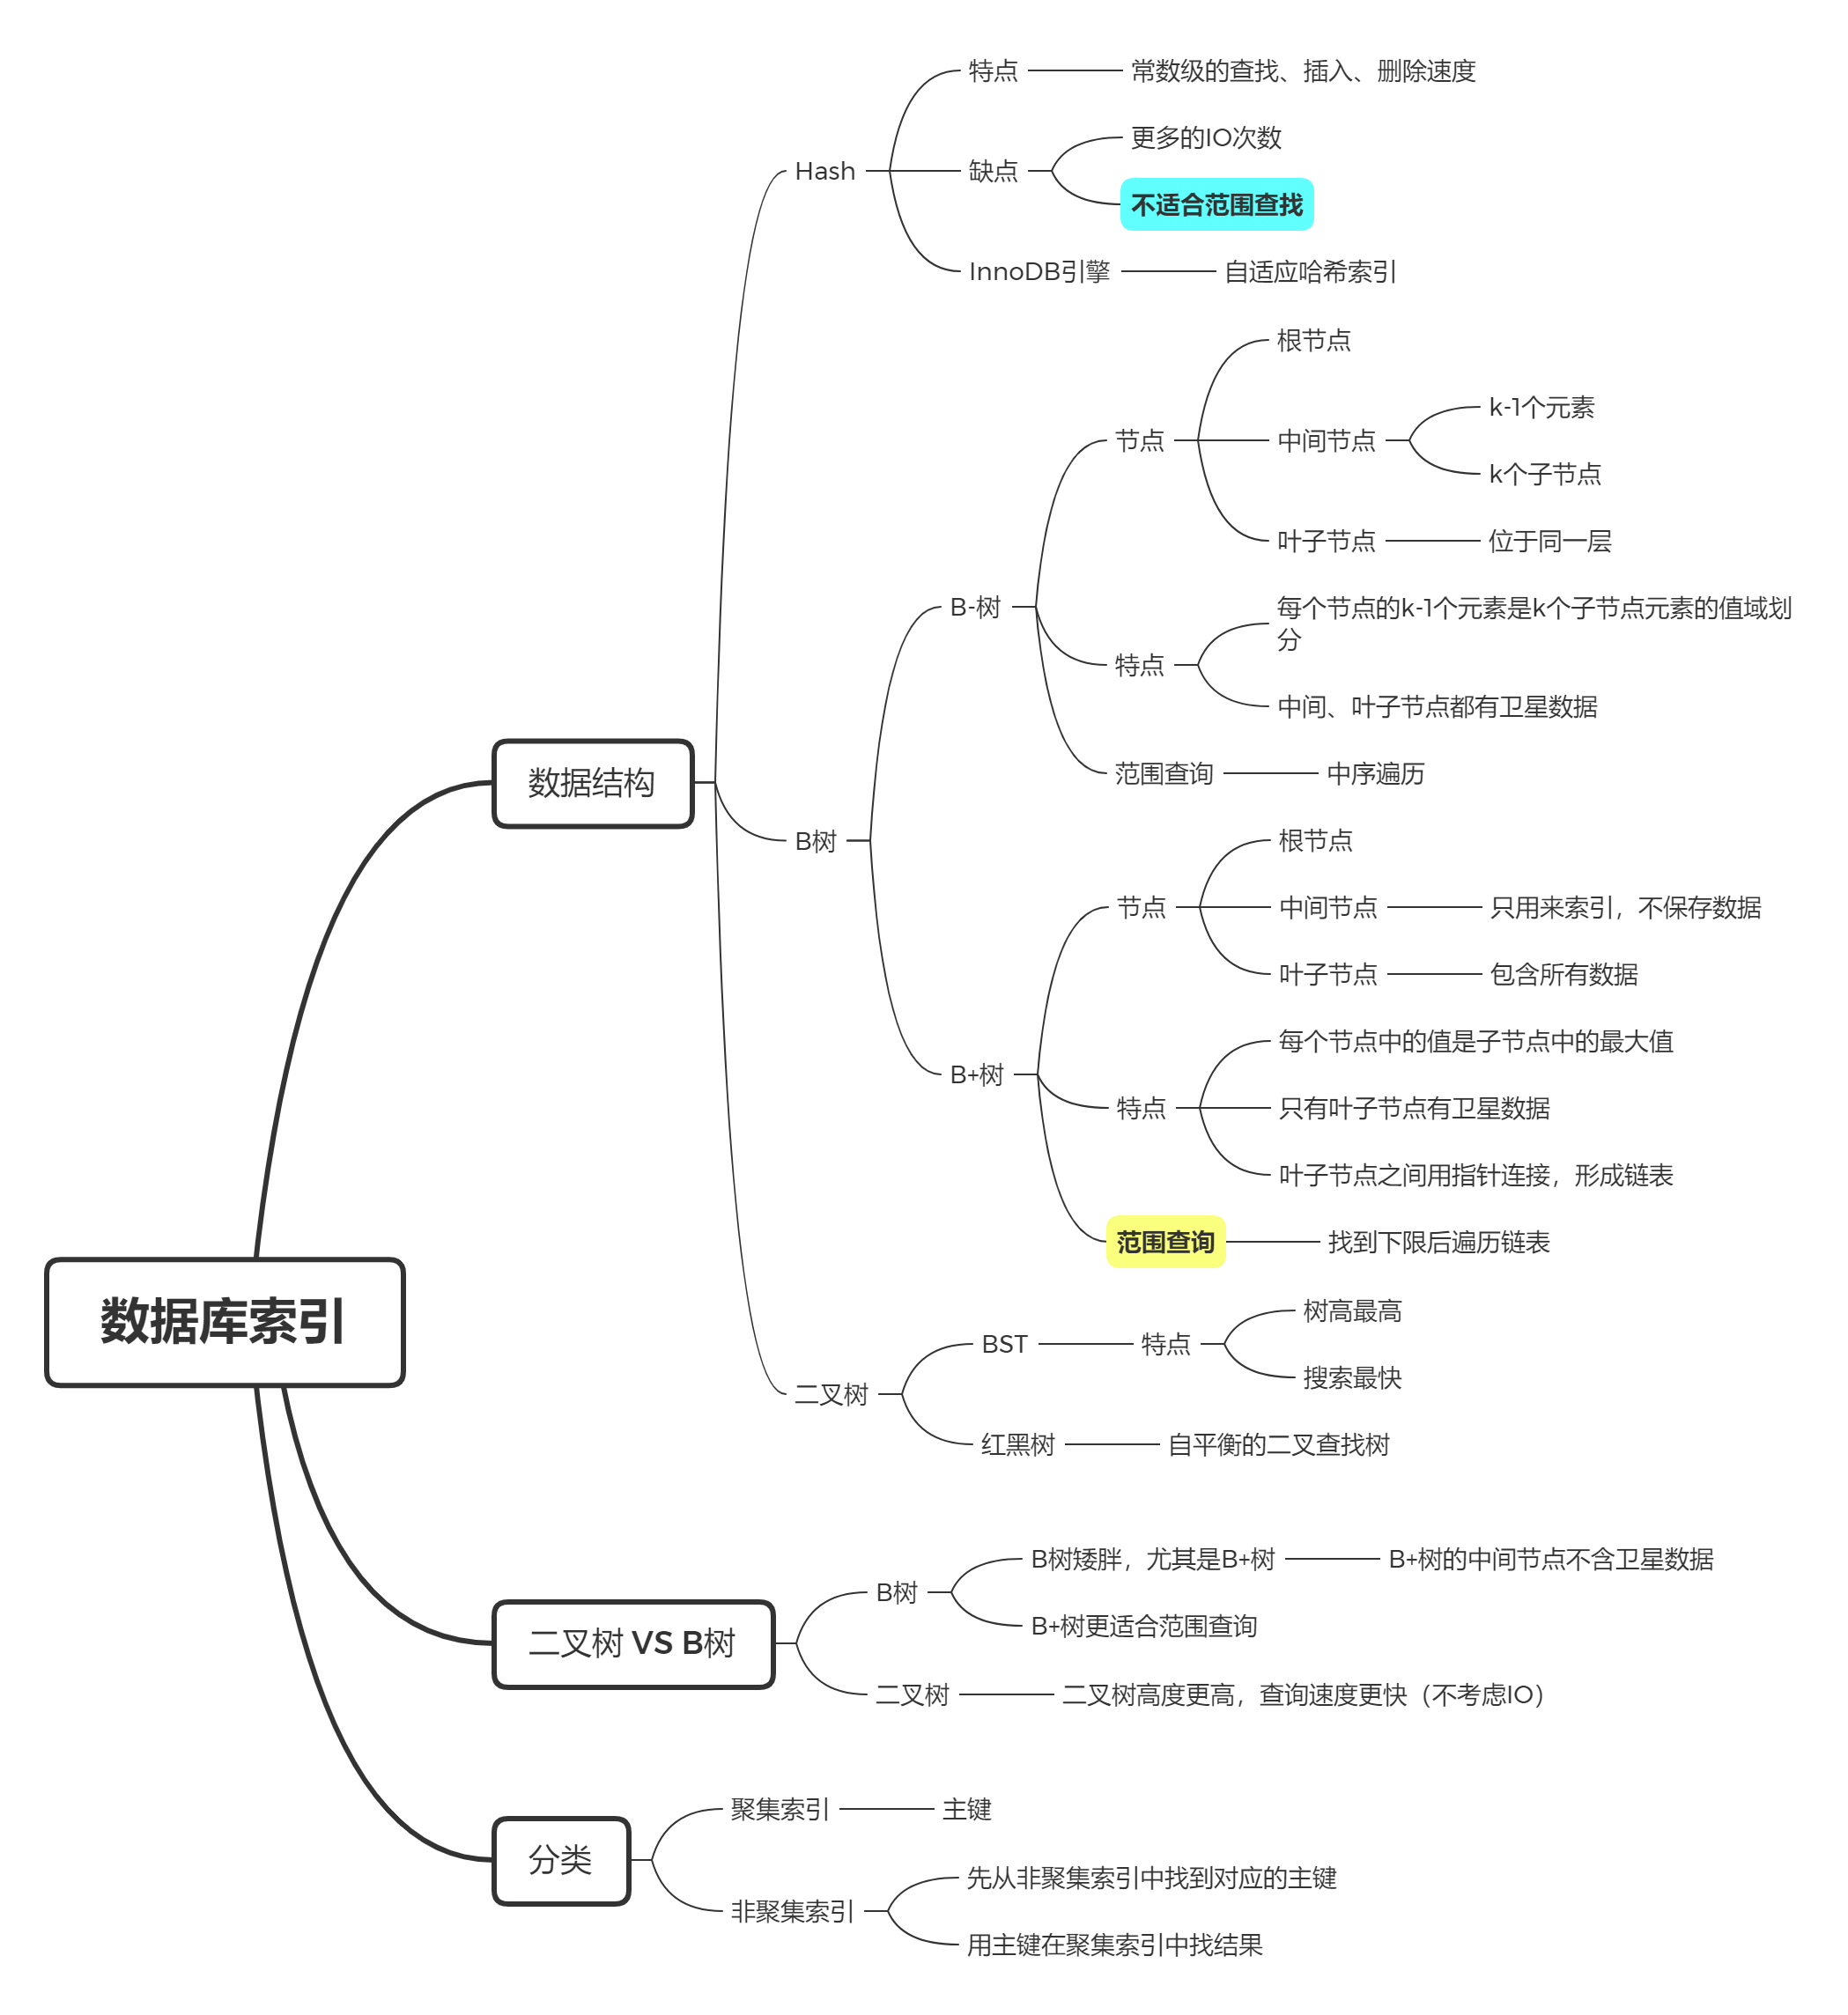 数据库索引
数据结构
Hash
特点
常数级的查找、插入、删除速度
缺点
更多的IO次数
不适合范围查找
InnoDB引擎
自适应哈希索引
B树
B-树
节点
根节点
中间节点
k-1个元素
k个子节点
叶子节点
位于同一层
特点
每个节点的k-1个元素是k个子节点元素的值域划
分
中间、叶子节点都有卫星数据
范围查询
中序遍历
B+树
节点
根节点
中间节点
只用来索引，不保存数据
叶子节点
包含所有数据
特点
每个节点中的值是子节点中的最大值
只有叶子节点有卫星数据
叶子节点之间用指针连接，形成链表
范围查询
找到下限后遍历链表
二叉树
BST
特点
树高最高
搜索最快
红黑树
自平衡的二叉查找树
二叉树 VS B树
B树
B树矮胖，尤其是B+树
B+树的中间节点不含卫星数据
B+树更适合范围查询
二叉树
二叉树高度更高，查询速度更快（不考虑IO）
分类
聚集索引
主键
非聚集索引
先从非聚集索引中找到对应的主键
用主键在聚集索引中找结果